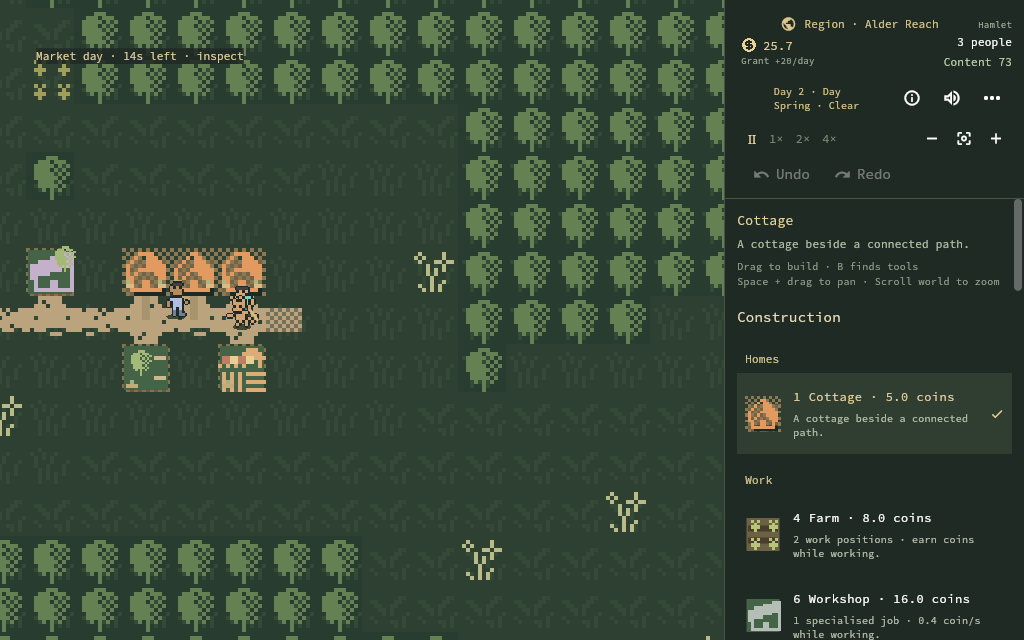 Market day · 14s left · inspect
Region · Alder Reach
Hamlet
25.7
3 people
Grant +20/day
Content 73
Day 2 · Day
Spring · Clear
1× 2× 4×
Undo
Redo
Cottage
A cottage beside a connected path.
Drag to build · B finds tools
Space + drag to pan · Scroll world to zoom
Construction
Homes
1 Cottage · 5.0 coins
A cottage beside a connected
path.
Work
4 Farm · 8.0 coins
2 work positions · earn coins
while working.
6 Workshop · 16.0 coins
1 specialised job · 0.4 coin/s
while working.